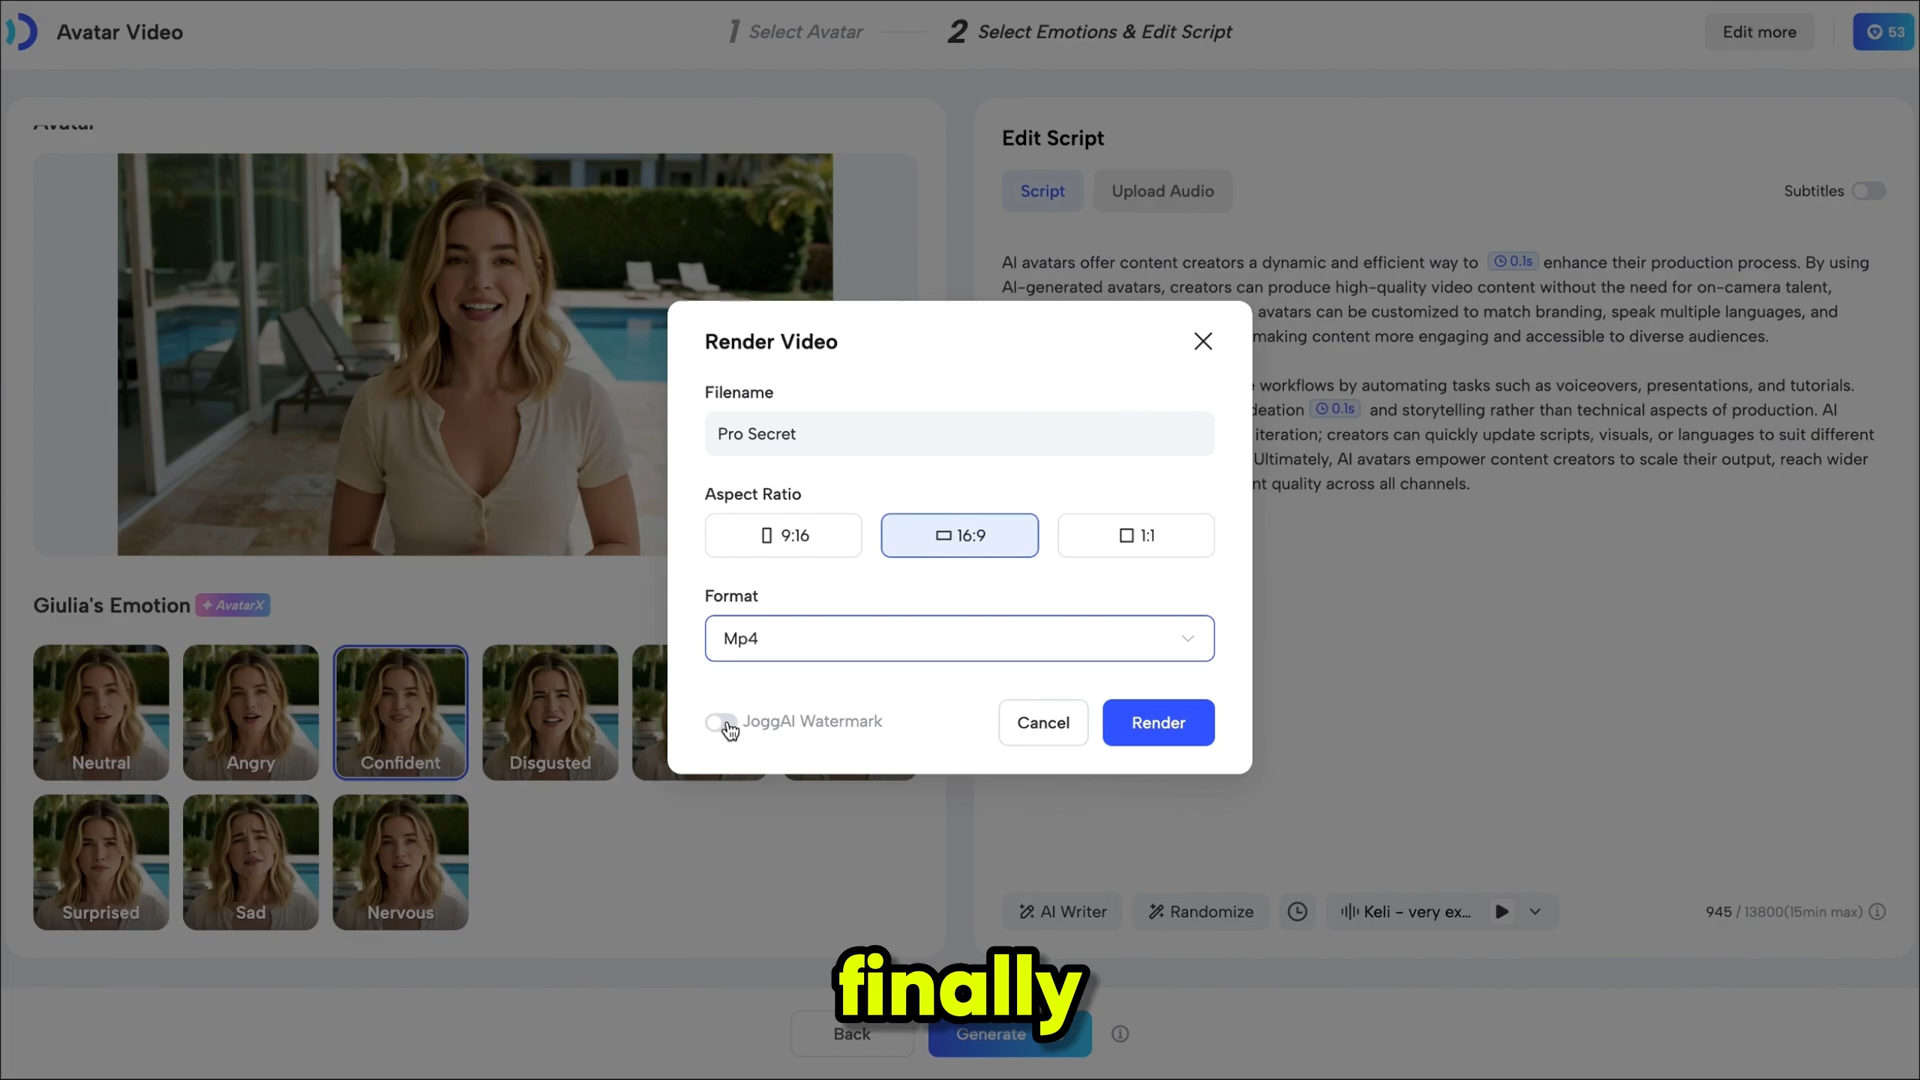 Avatar Video
1 Select Avatar
2 Select Emotions & Edit Script
Edit more
53
Avatar
Edit Script
Script
Upload Audio
Subtitles
AI avatars offer content creators a dynamic and efficient way to 0.1s enhance their production process. By using
AI-generated avatars, creators can produce high-quality video content without the need for on-camera talent,
avatars can be customized to match branding, speak multiple languages, and
making content more engaging and accessible to diverse audiences.
workflows by automating tasks such as voiceovers, presentations, and tutorials.
deation 0.1s and storytelling rather than technical aspects of production. AI
iteration; creators can quickly update scripts, visuals, or languages to suit different
Ultimately, AI avatars empower content creators to scale their output, reach wider
nt quality across all channels.
Render Video
Filename
Pro Secret
Aspect Ratio
9:16
16:9
1:1
Format
Mp4
JoggAI Watermark
Cancel
Render
Giulia's Emotion
AvatarX
Neutral
Angry
Confident
Disgusted
Surprised
Sad
Nervous
AI Writer
Randomize
Keli - very ex...
945 / 13800(15min max)
finally
Back
Generate